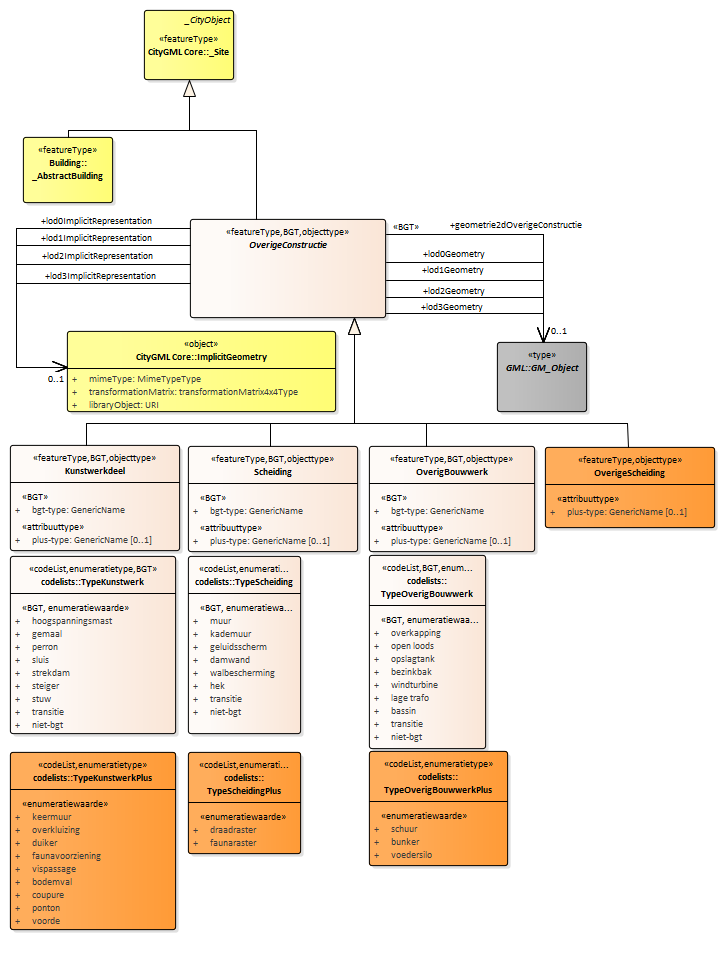 _CityObject
«featureType»
CityGML Core::_Site
«featureType»
Building::
_AbstractBuilding
+lod0ImplicitRepresentation
+lod1ImplicitRepresentation
+lod2ImplicitRepresentation
+lod3ImplicitRepresentation
0..1
«featureType,BGT,objecttype»
OverigeConstructie
«BGT»
+geometrie2dOverigeConstructie
+lod0Geometry
+lod1Geometry
+lod2Geometry
+lod3Geometry
0..1
«object»
CityGML Core::ImplicitGeometry
+ mimeType: MimeTypeType
+ transformationMatrix: transformationMatrix4x4Type
+ libraryObject: URI
«type»
GML::GM_Object
«featureType,BGT,objecttype»
Kunstwerkdeel
«BGT»
+ bgt-type: GenericName
«attribuuttype»
+ plus-type: GenericName [0..1]
«featureType,BGT,objecttype»
Scheiding
«BGT»
+ bgt-type: GenericName
«attribuuttype»
+ plus-type: GenericName [0..1]
«featureType,BGT,objecttype»
OverigBouwwerk
«BGT»
+ bgt-type: GenericName
«attribuuttype»
+ plus-type: GenericName [0..1]
«featureType,objecttype»
OverigeScheiding
«attribuuttype»
+ plus-type: GenericName [0..1]
«codeList,enumeratietype,BGT»
codelists::TypeKunstwerk
«BGT, enumeratiewaarde»
+ hoogspanningsmast
+ gemaal
+ perron
+ sluis
+ strekdam
+ steiger
+ stuw
+ transitie
+ niet-bgt
«codeList,enumerati...
codelists::TypeScheiding
«BGT, enumeratiewa...
+ muur
+ kademuur
+ geluidsscherm
+ damwand
+ walbescherming
+ hek
+ transitie
+ niet-bgt
«codeList,BGT,enum...
codelists::
TypeOverigBouwwerk
«BGT, enumeratiewaa...
+ overkapping
+ open loods
+ opslagtank
+ bezinkbak
+ windturbine
+ lage trafo
+ bassin
+ transitie
+ niet-bgt
«codeList,enumeratietype»
codelists::TypeKunstwerkPlus
«enumeratiewaarde»
+ keermuur
+ overkluizing
+ duiker
+ faunavoorziening
+ vispassage
+ bodemval
+ coupure
+ ponton
+ voorde
«codeList,enumerati...
codelists::
TypeScheidingPlus
«enumeratiewaarde»
+ draadraster
+ faunaraster
«codeList,enumeratietype»
codelists::
TypeOverigBouwwerkPlus
«enumeratiewaarde»
+ schuur
+ bunker
+ voedersilo